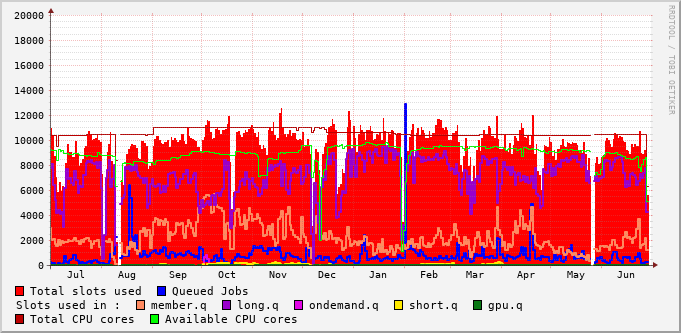 20000
18000
16000
14000
12000
10000
8000
6000
4000
2000
0
Jul Aug Sep Oct Nov Dec Jan Feb Mar Apr May Jun
RRDTOOL / TOBI OETIKER
Total slots used Queued Jobs
Slots used in : member.q long.q ondemand.q short.q gpu.q
Total CPU cores Available CPU cores